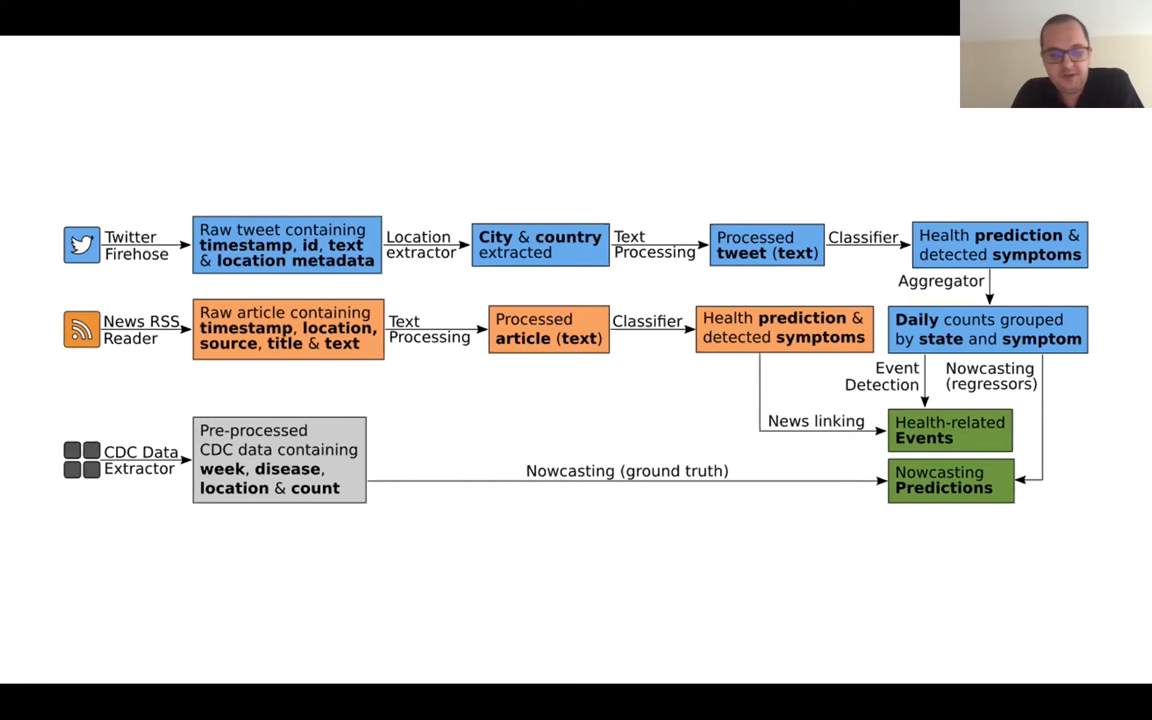 Twitter
Firehose
Raw tweet containing
timestamp, id, text
& location metadata
Location
extractor
City & country
extracted
Text
Processing
Processed
tweet (text)
Classifier
Health prediction &
detected symptoms
Aggregator
News RSS
Reader
Raw article containing
timestamp, location,
source, title & text
Text
Processing
Processed
article (text)
Classifier
Health prediction &
detected symptoms
Daily counts grouped
by state and symptom
Event
Detection
Nowcasting
(regressors)
News linking
Health-related
Events
CDC Data
Extractor
Pre-processed
CDC data containing
week, disease,
location & count
Nowcasting (ground truth)
Nowcasting
Predictions